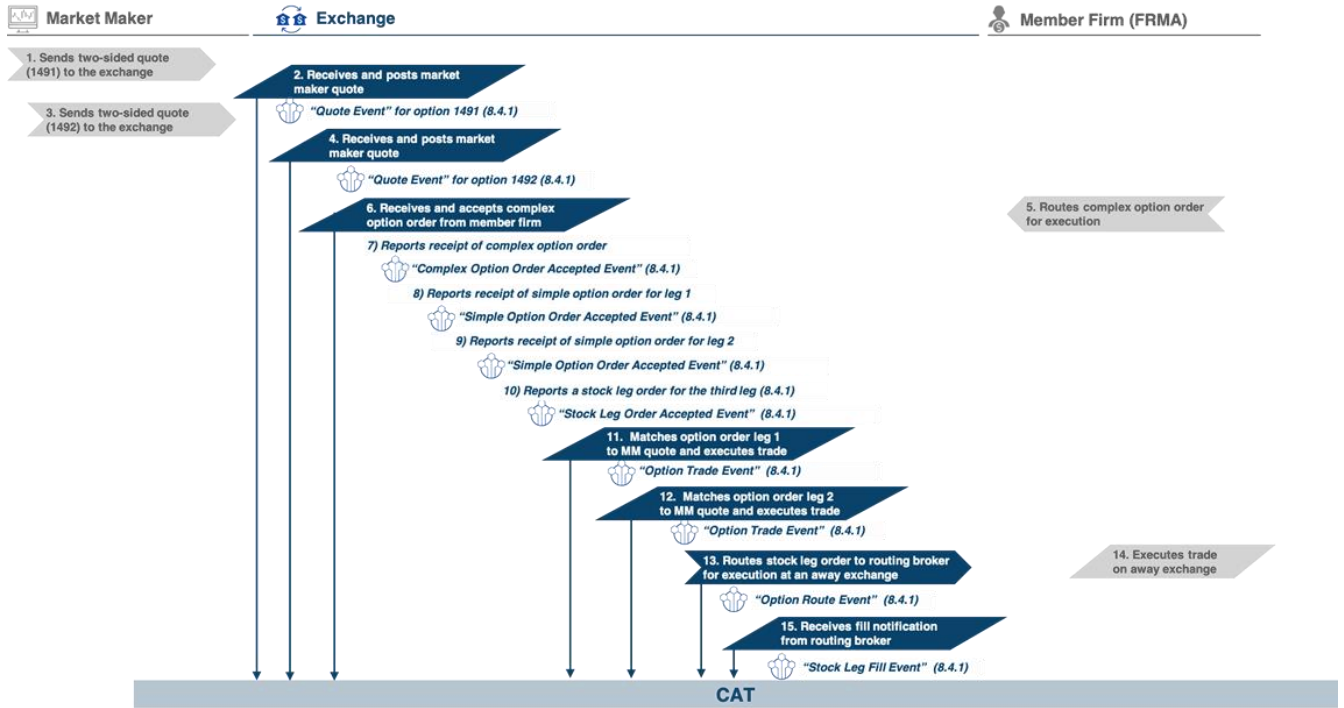 Market Maker
Exchange
Member Firm (FRMA)
1. Sends two-sided quote
(1491) to the exchange
2. Receives and posts market
maker quote
“Quote Event” for option 1491 (8.4.1)
3. Sends two-sided quote
(1492) to the exchange
4. Receives and posts market
maker quote
“Quote Event” for option 1492 (8.4.1)
5. Routes complex option order
for execution
6. Receives and accepts complex
option order from member firm
7) Reports receipt of complex option order
“Complex Option Order Accepted Event” (8.4.1)
8) Reports receipt of simple option order for leg 1
“Simple Option Order Accepted Event” (8.4.1)
9) Reports receipt of simple option order for leg 2
“Simple Option Order Accepted Event” (8.4.1)
10) Reports a stock leg order for the third leg (8.4.1)
“Stock Leg Order Accepted Event” (8.4.1)
11. Matches option order leg 1
to MM quote and executes trade
“Option Trade Event” (8.4.1)
12. Matches option order leg 2
to MM quote and executes trade
“Option Trade Event” (8.4.1)
13. Routes stock leg order to routing broker
for execution at an away exchange
“Option Route Event” (8.4.1)
14. Executes trade
on away exchange
15. Receives fill notification
from routing broker
“Stock Leg Fill Event” (8.4.1)
CAT